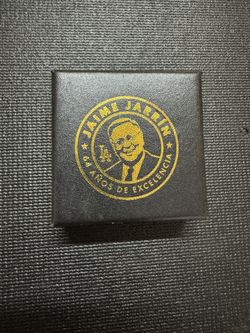 JAIME JARRÍN
LA
64 AÑOS DE EXCELENCIA